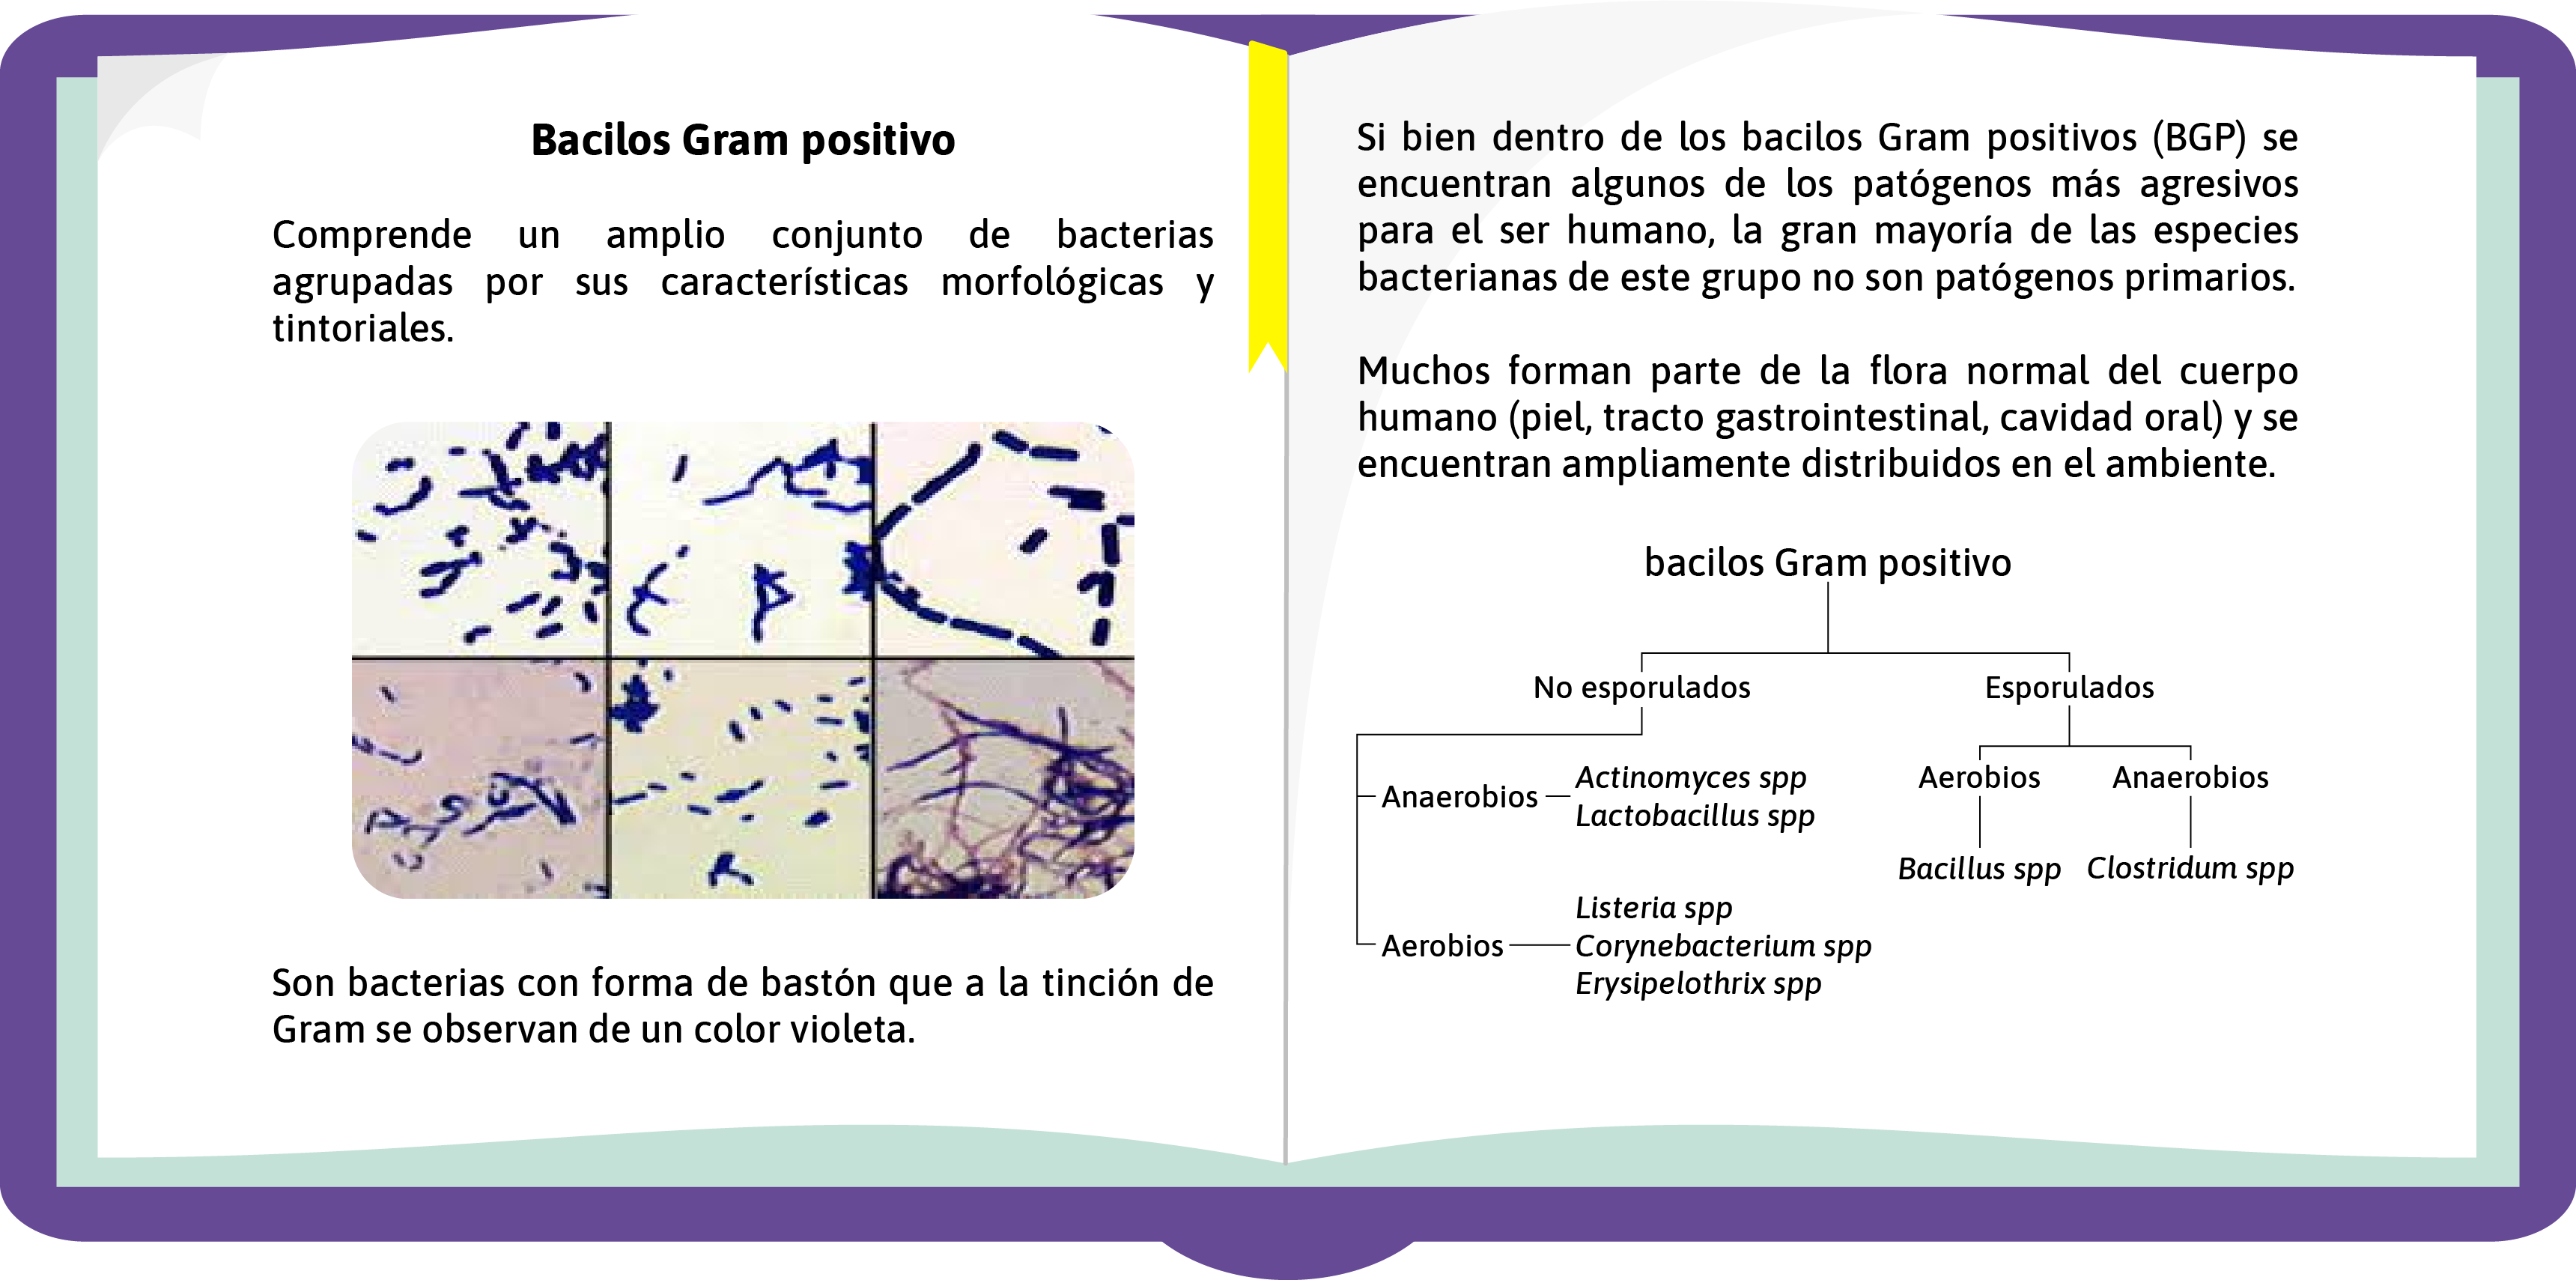 Bacilos Gram positivo
Comprende un amplio conjunto de bacterias
agrupadas por sus características morfológicas y
tintoriales.
Son bacterias con forma de bastón que a la tinción de
Gram se observan de un color violeta.
Si bien dentro de los bacilos Gram positivos (BGP) se
encuentran algunos de los patógenos más agresivos
para el ser humano, la gran mayoría de las especies
bacterianas de este grupo no son patógenos primarios.
Muchos forman parte de la flora normal del cuerpo
humano (piel, tracto gastrointestinal, cavidad oral) y se
encuentran ampliamente distribuidos en el ambiente.
bacilos Gram positivo
No esporulados
Esporulados
Anaerobios
Actinomyces spp
Lactobacillus spp
Aerobios
Listeria spp
Corynebacterium spp
Erysipelothrix spp
Aerobios
Anaerobios
Bacillus spp
Clostridum spp